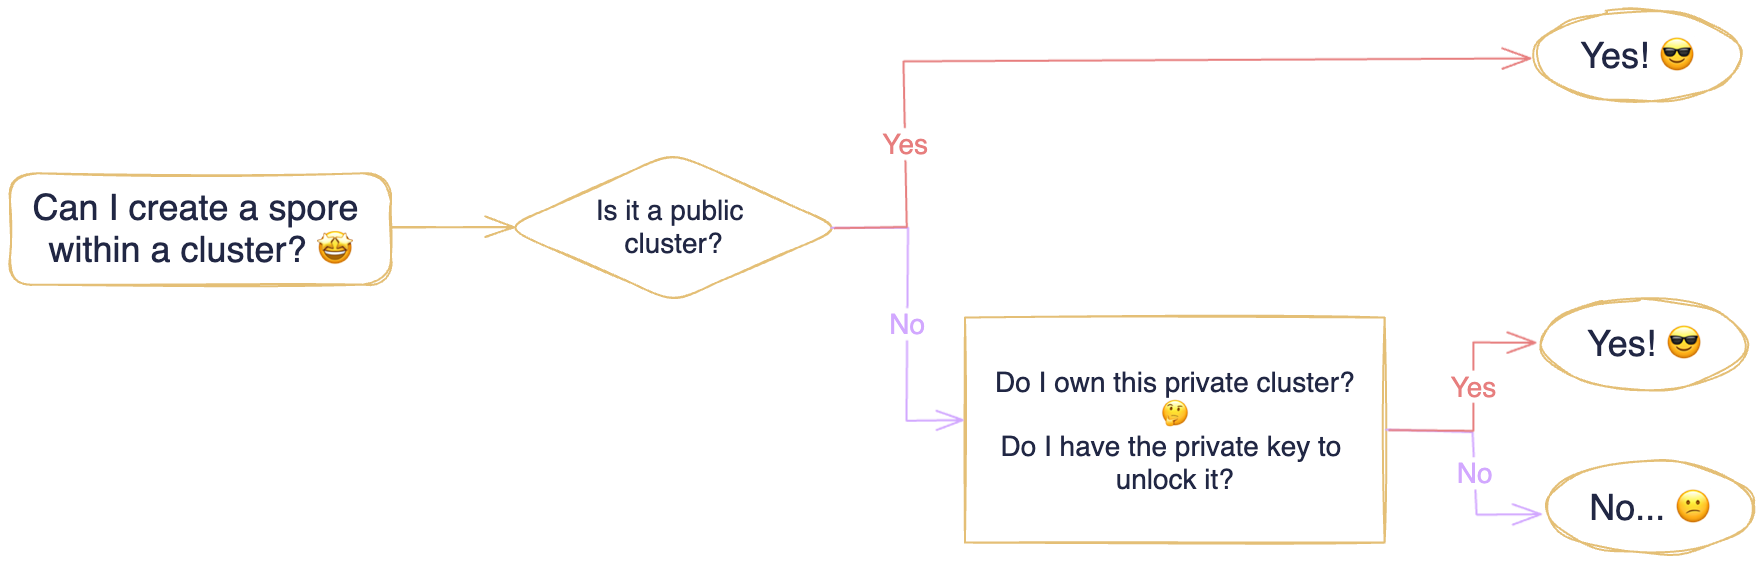 Can I create a spore
within a cluster? 🤩
Is it a public
cluster?
Yes
Yes! 😎
No
Do I own this private cluster?
🤔
Do I have the private key to
unlock it?
Yes
Yes! 😎
No
No... 😕